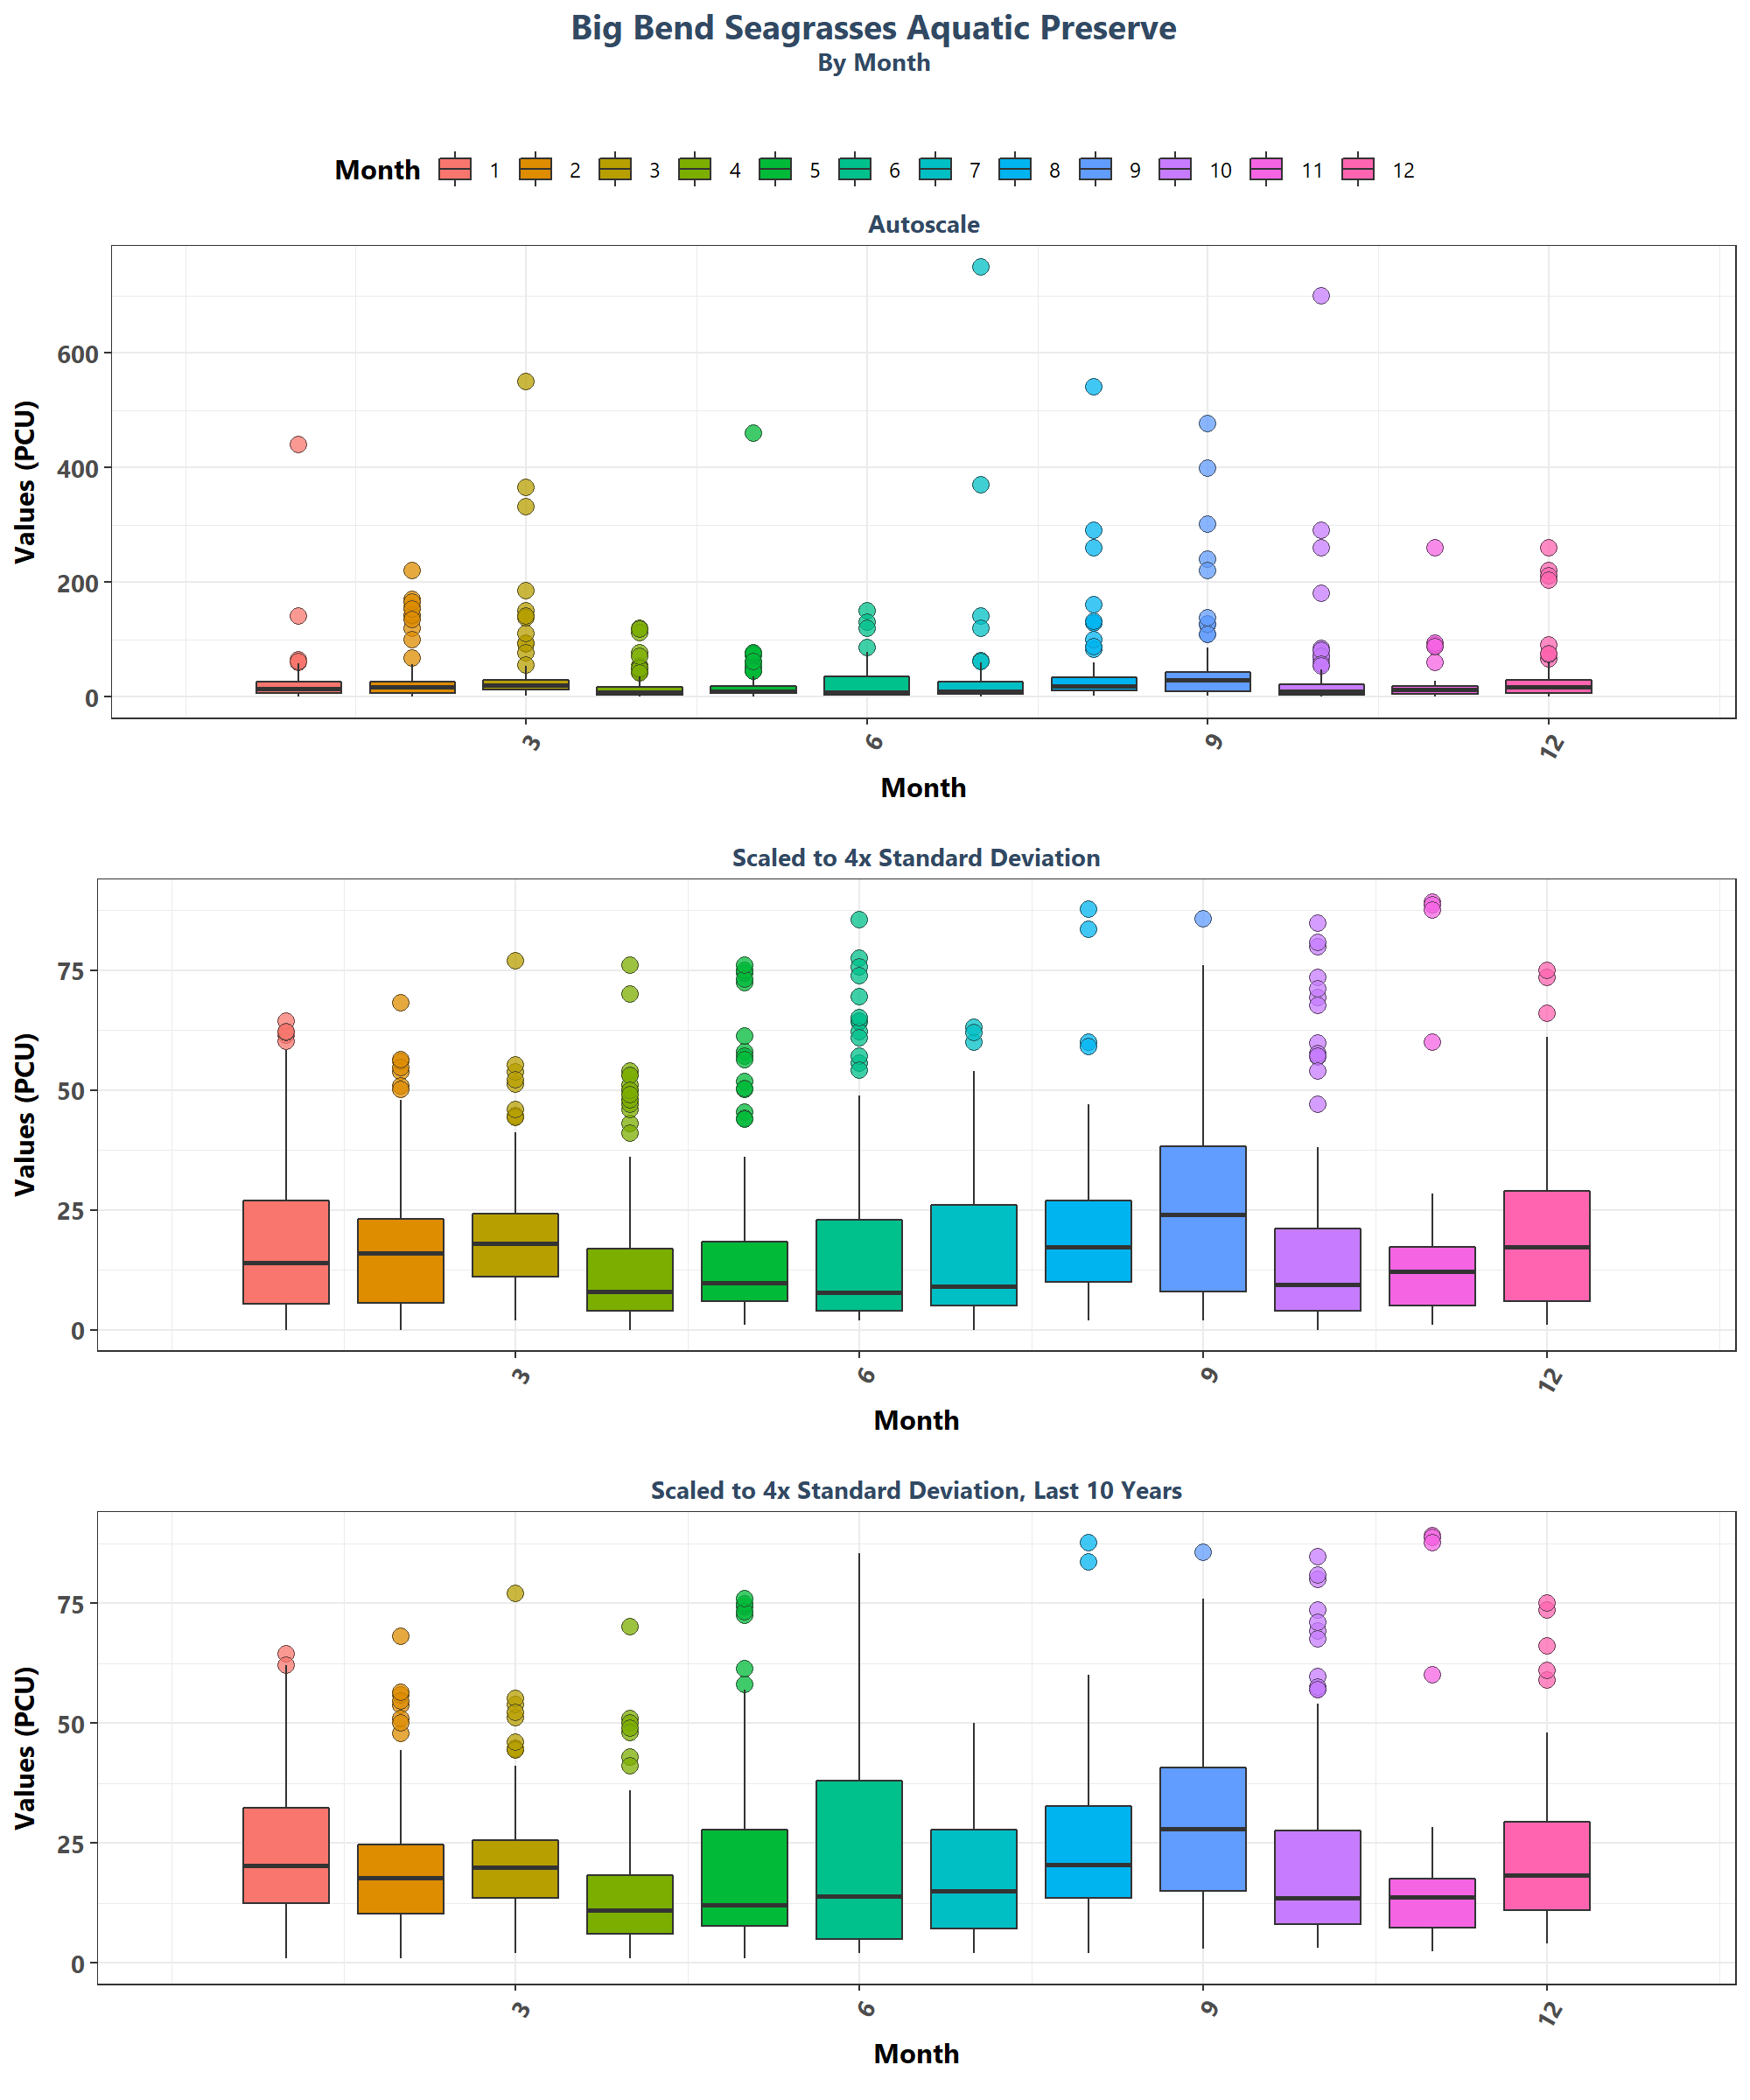 Big Bend Seagrasses Aquatic Preserve
By Month
Month 1 2 3 4 5 6 7 8 9 10 11 12
Autoscale
Values (PCU)
600
400
200
0
3 6 9 12
Month
Scaled to 4x Standard Deviation
Values (PCU)
75
50
25
0
3 6 9 12
Month
Scaled to 4x Standard Deviation, Last 10 Years
Values (PCU)
75
50
25
0
3 6 9 12
Month